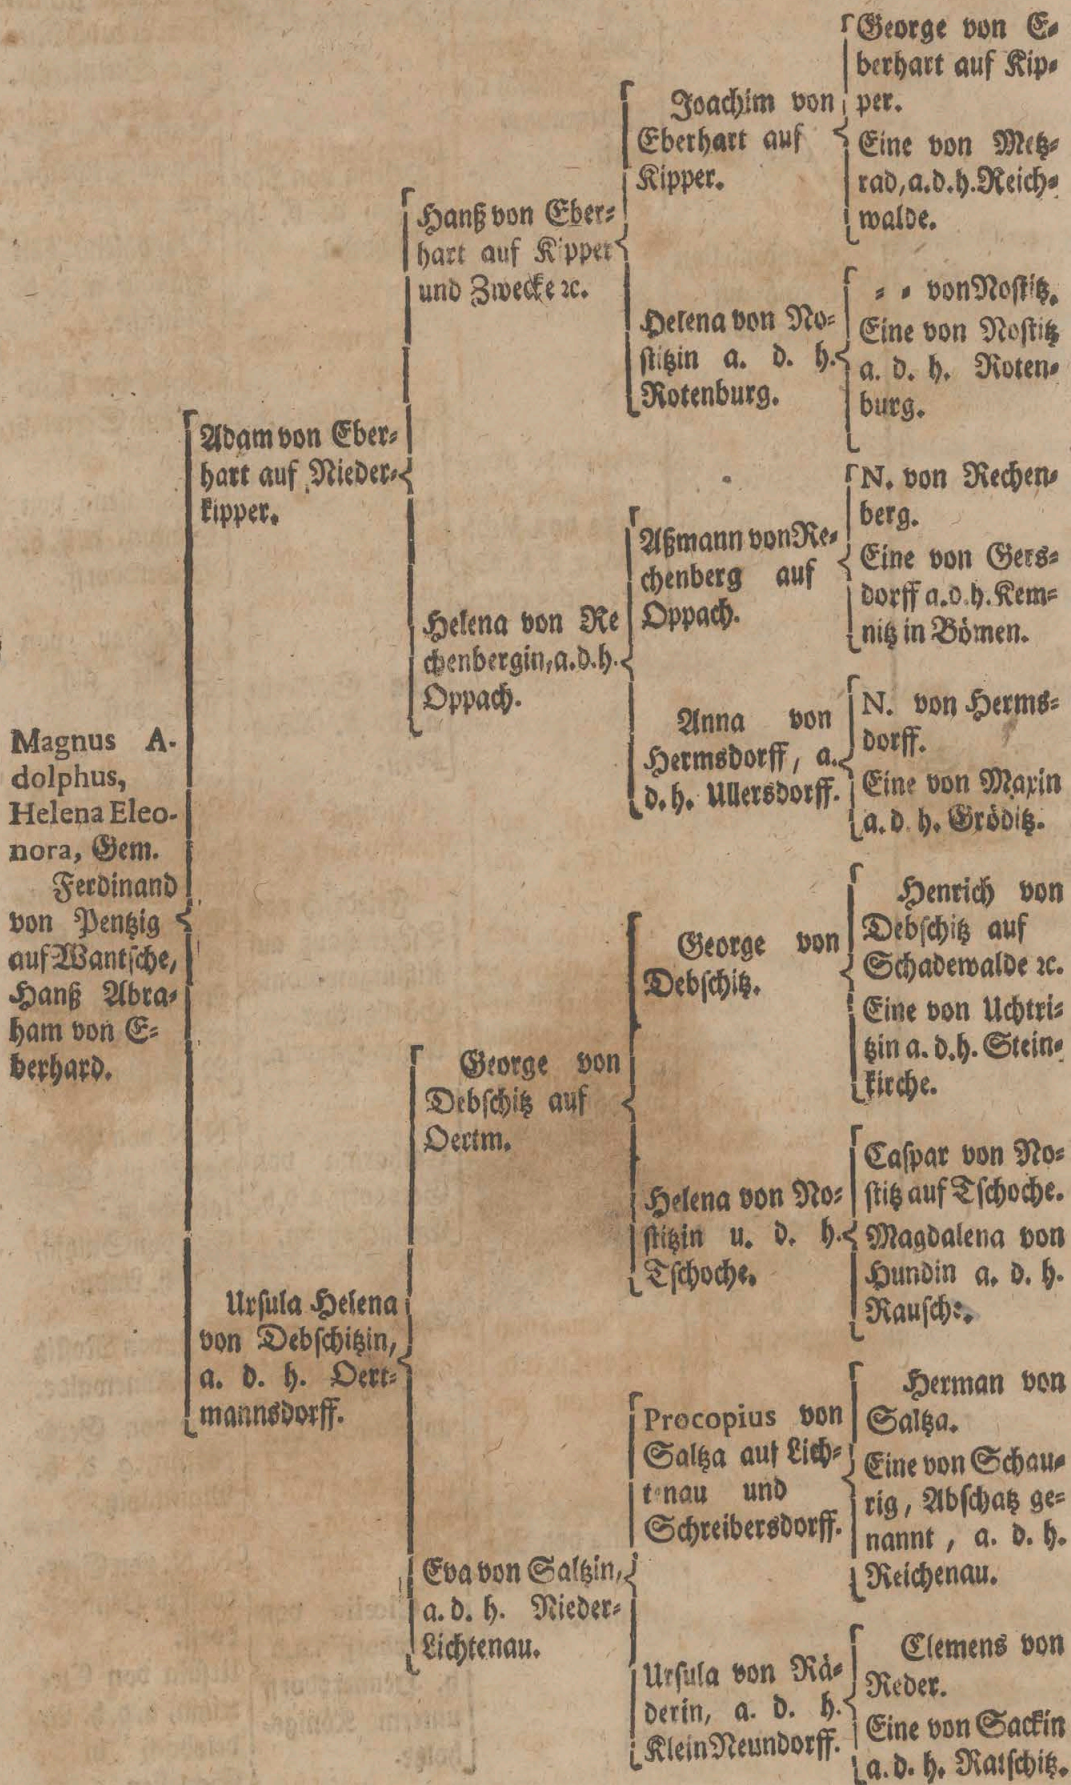 Magnus A-
dolphus,
Helena Eleo-
nora, Gem.
Ferdinand
von Pentzig
auf Wantsche,
Hanß Abra-
ham von E-
berhard.
Adam von Eber-
hart auf Nieder-
kipper.
Ursula Helena
von Debschitzin,
a. d. h. Oert-
mannsdorff.
Hanß von Eber-
hart auf Kipper
und Zwecke ꝛc.
Helena von Re
chenbergin, a. d. h.
Oppach.
George von
Debschitz auf
Oertm.
Eva von Saltzin,
a. d. h. Nieder-
Lichtenau.
Joachim von
Eberhart auf
Kipper.
Helena von No-
stitzin a. d. h.
Rotenburg.
Aßmann von Re-
chenberg auf
Oppach.
Anna von
Hermsdorff, a.
d. h. Ullersdorff.
George von
Debschitz.
Helena von No-
stitzin u. d. h.
Tschoche.
Procopius von
Saltza auf Lich-
tenau und
Schreibersdorff.
Ursula von Rä-
derin, a. d. h.
Klein Neundorff.
George von E-
berhart auf Kip-
per.
Eine von Metz-
rad, a. d. h. Reich-
walde.
- - von Nostitz.
Eine von Nostitz
a. d. h. Roten-
burg.
N. von Rechen-
berg.
Eine von Gers-
dorff a. d. h. Kem-
nitz in Bömen.
N. von Herms-
dorff.
Eine von Maxin
a. d. h. Gröditz.
Henrich von
Debschitz auf
Schadewalde ꝛc.
Eine von Uchtri-
tzin a. d. h. Stein-
kirche.
Caspar von No-
stitz auf Tschoche.
Magdalena von
Hundin a. d. h.
Rausche.
Herman von
Saltza.
Eine von Schau-
rig, Abschatz ge-
nannt, a. d. h.
Reichenau.
Clemens von
Reder.
Eine von Sackin
a. d. h. Ratschitz.